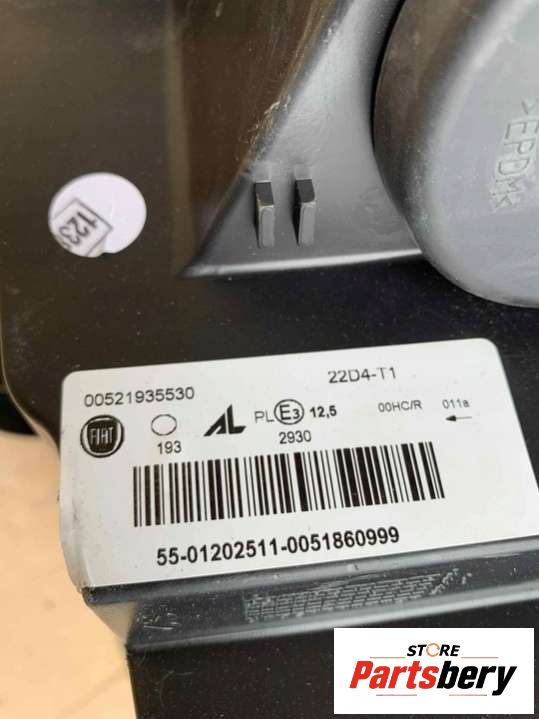 >EPDM<
123
00521935530
22D4-T1
FIAT
193
AL
PL E3 12,5
2930
00HC/R
011a
55-01202511-0051860999
STORE
Partsbery